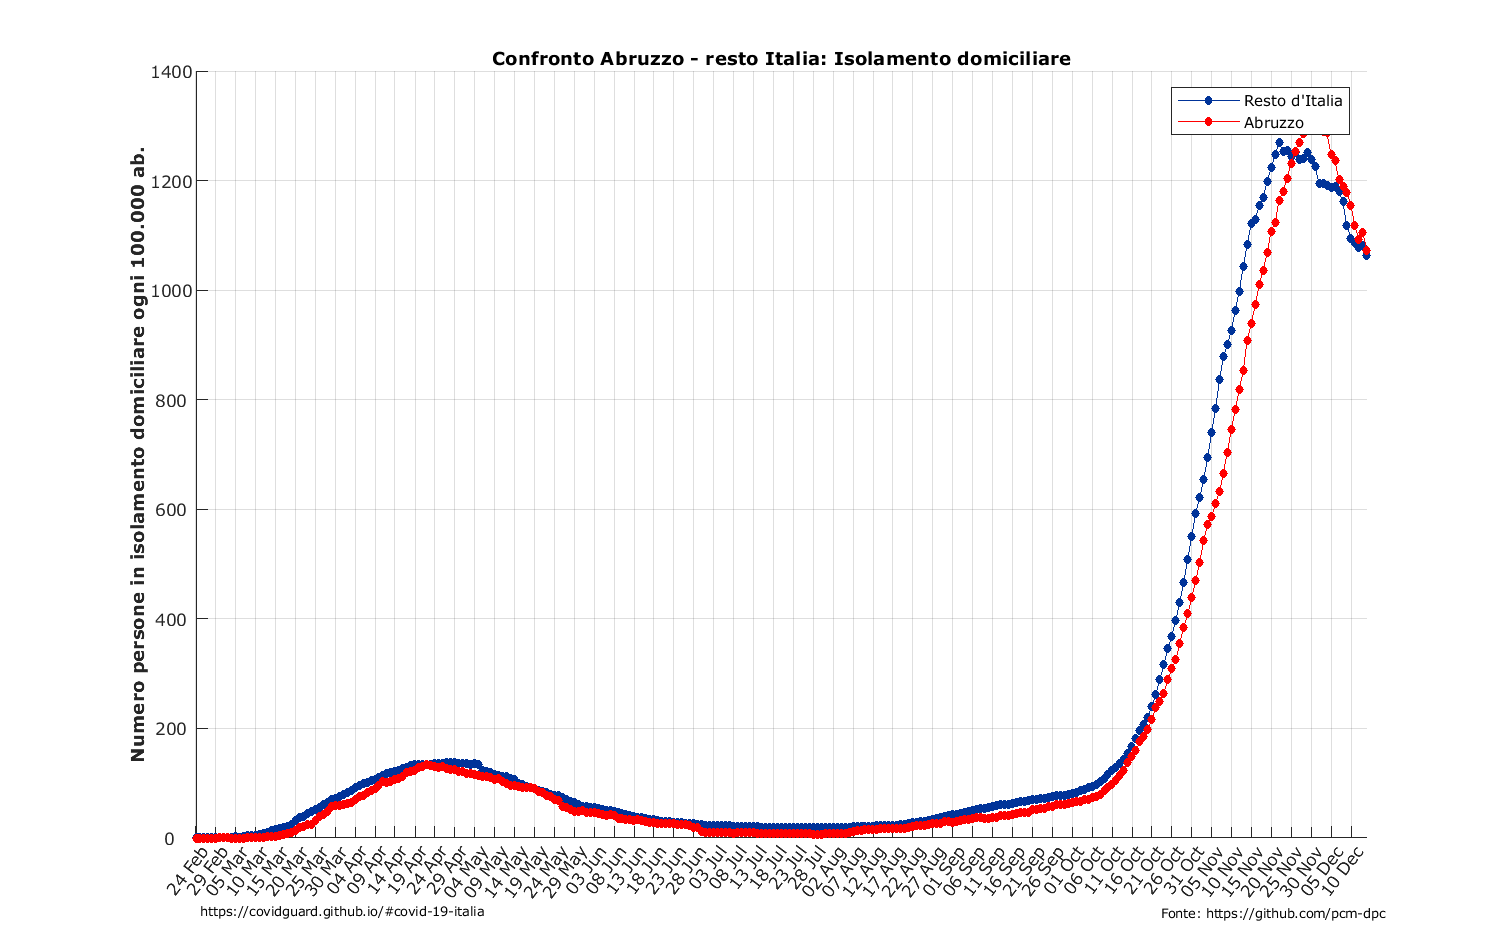 Confronto Abruzzo - resto Italia: Isolamento domiciliare
Numero persone in isolamento domiciliare ogni 100.000 ab.
1400
1200
1000
800
600
400
200
0
Resto d'Italia
Abruzzo
24 Feb
29 Feb
05 Mar
10 Mar
15 Mar
20 Mar
25 Mar
30 Mar
04 Apr
09 Apr
14 Apr
19 Apr
24 Apr
29 Apr
04 May
09 May
14 May
19 May
24 May
29 May
03 Jun
08 Jun
13 Jun
18 Jun
23 Jun
28 Jun
03 Jul
08 Jul
13 Jul
18 Jul
23 Jul
28 Jul
02 Aug
07 Aug
12 Aug
17 Aug
22 Aug
27 Aug
01 Sep
06 Sep
11 Sep
16 Sep
21 Sep
26 Sep
01 Oct
06 Oct
11 Oct
16 Oct
21 Oct
26 Oct
31 Oct
05 Nov
10 Nov
15 Nov
20 Nov
25 Nov
30 Nov
05 Dec
10 Dec
https://covidguard.github.io/#covid-19-italia
Fonte: https://github.com/pcm-dpc